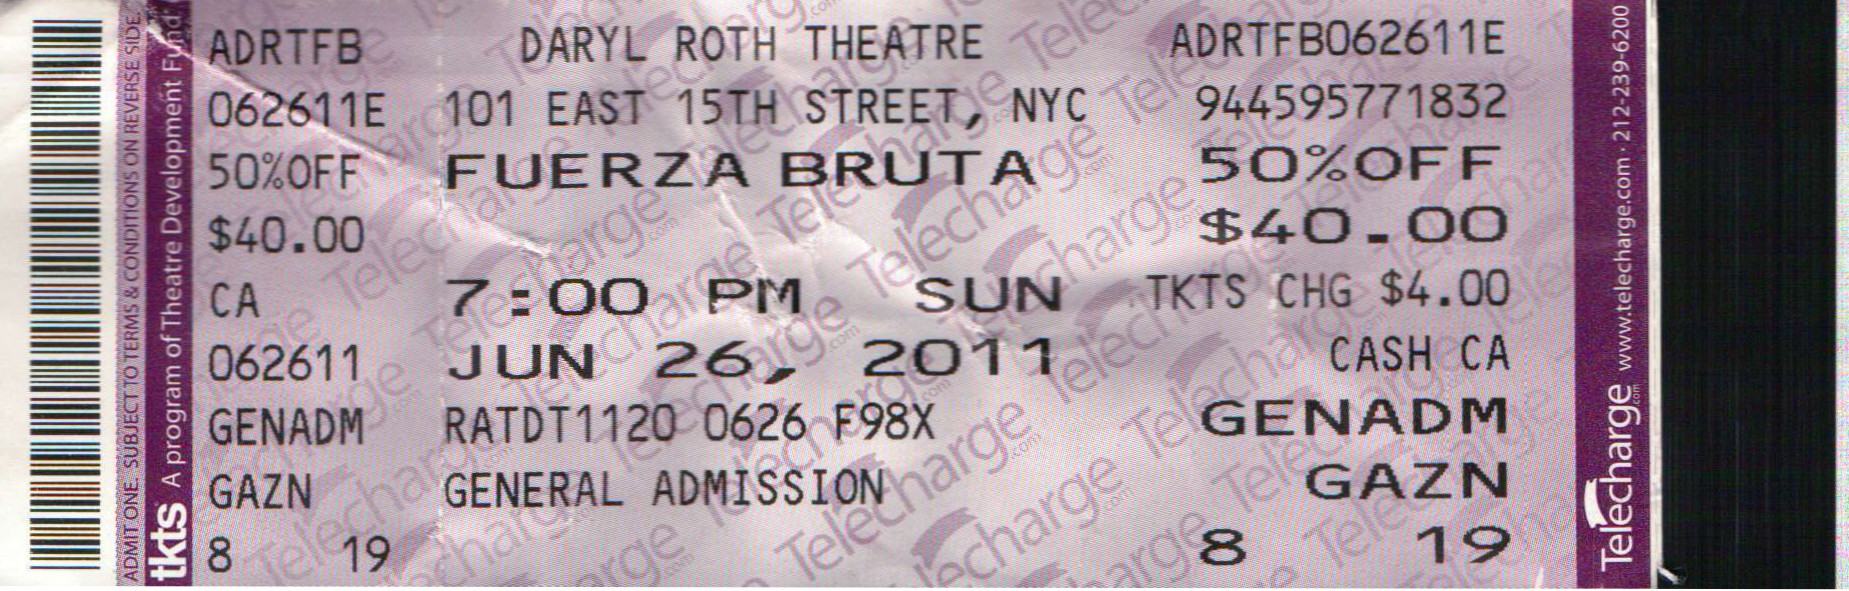 ADMIT ONE. SUBJECT TO TERMS & CONDITIONS ON REVERSE SIDE.
tkts A program of Theatre Development Fund
ADRTFB DARYL ROTH THEATRE ADRTFB062611E
062611E 101 EAST 15TH STREET, NYC 944595771832
50%OFF FUERZA BRUTA 50%OFF
$40.00 $40.00
CA 7:00 PM SUN TKTS CHG $4.00
062611 JUN 26, 2011 CASH CA
GENADM RATDT1120 0626 F98X GENADM
GAZN GENERAL ADMISSION GAZN
8 19 8 19
Telecharge.com www.telecharge.com · 212-239-6200